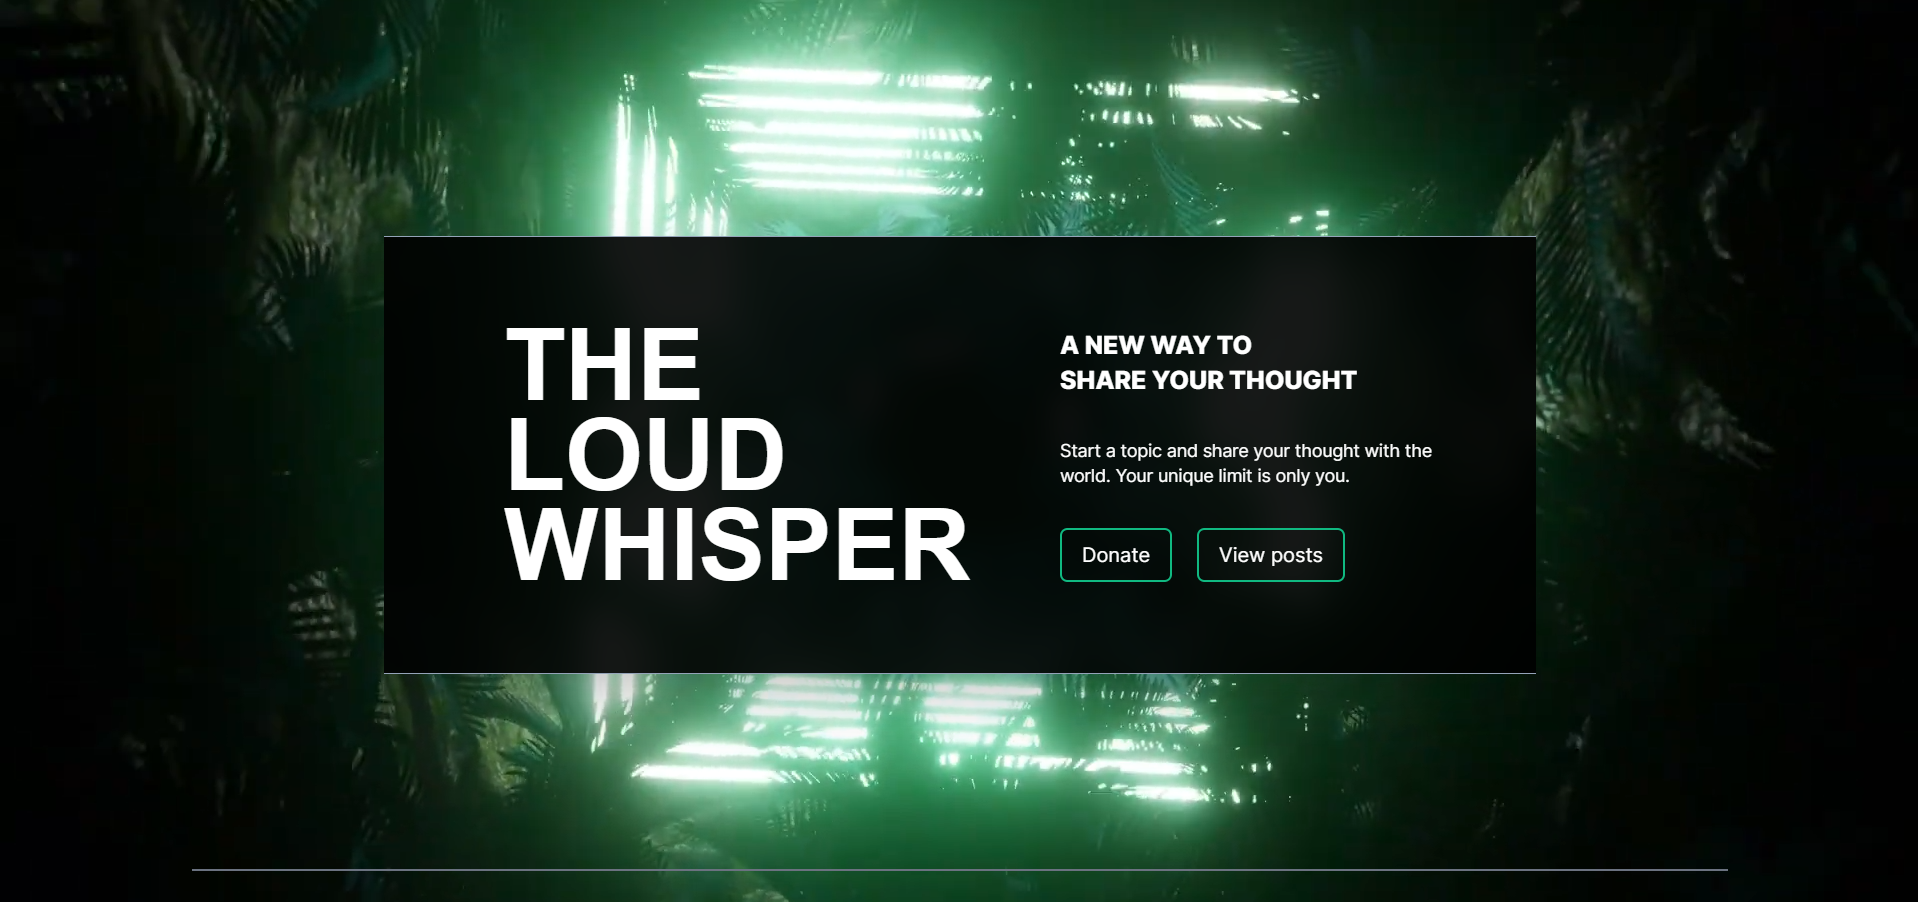 THE
LOUD
WHISPER
A NEW WAY TO
SHARE YOUR THOUGHT
Start a topic and share your thought with the
world. Your unique limit is only you.
Donate
View posts